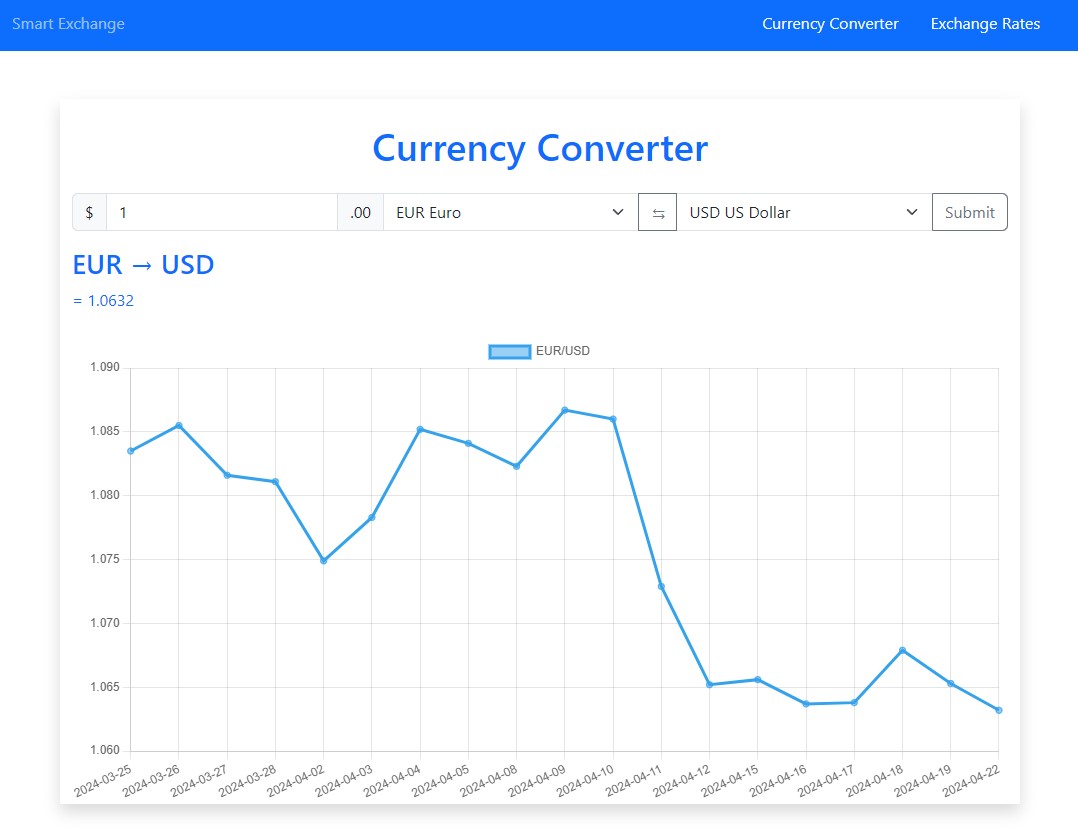 Smart Exchange Currency Converter Exchange Rates
Currency Converter
$ 1 .00 EUR Euro ⇆ USD US Dollar Submit
EUR → USD
= 1.0632
EUR/USD
1.090
1.085
1.080
1.075
1.070
1.065
1.060
2024-03-25 2024-03-26 2024-03-27 2024-03-28 2024-04-02 2024-04-03 2024-04-04 2024-04-05 2024-04-08 2024-04-09 2024-04-10 2024-04-11 2024-04-12 2024-04-15 2024-04-16 2024-04-17 2024-04-18 2024-04-19 2024-04-22